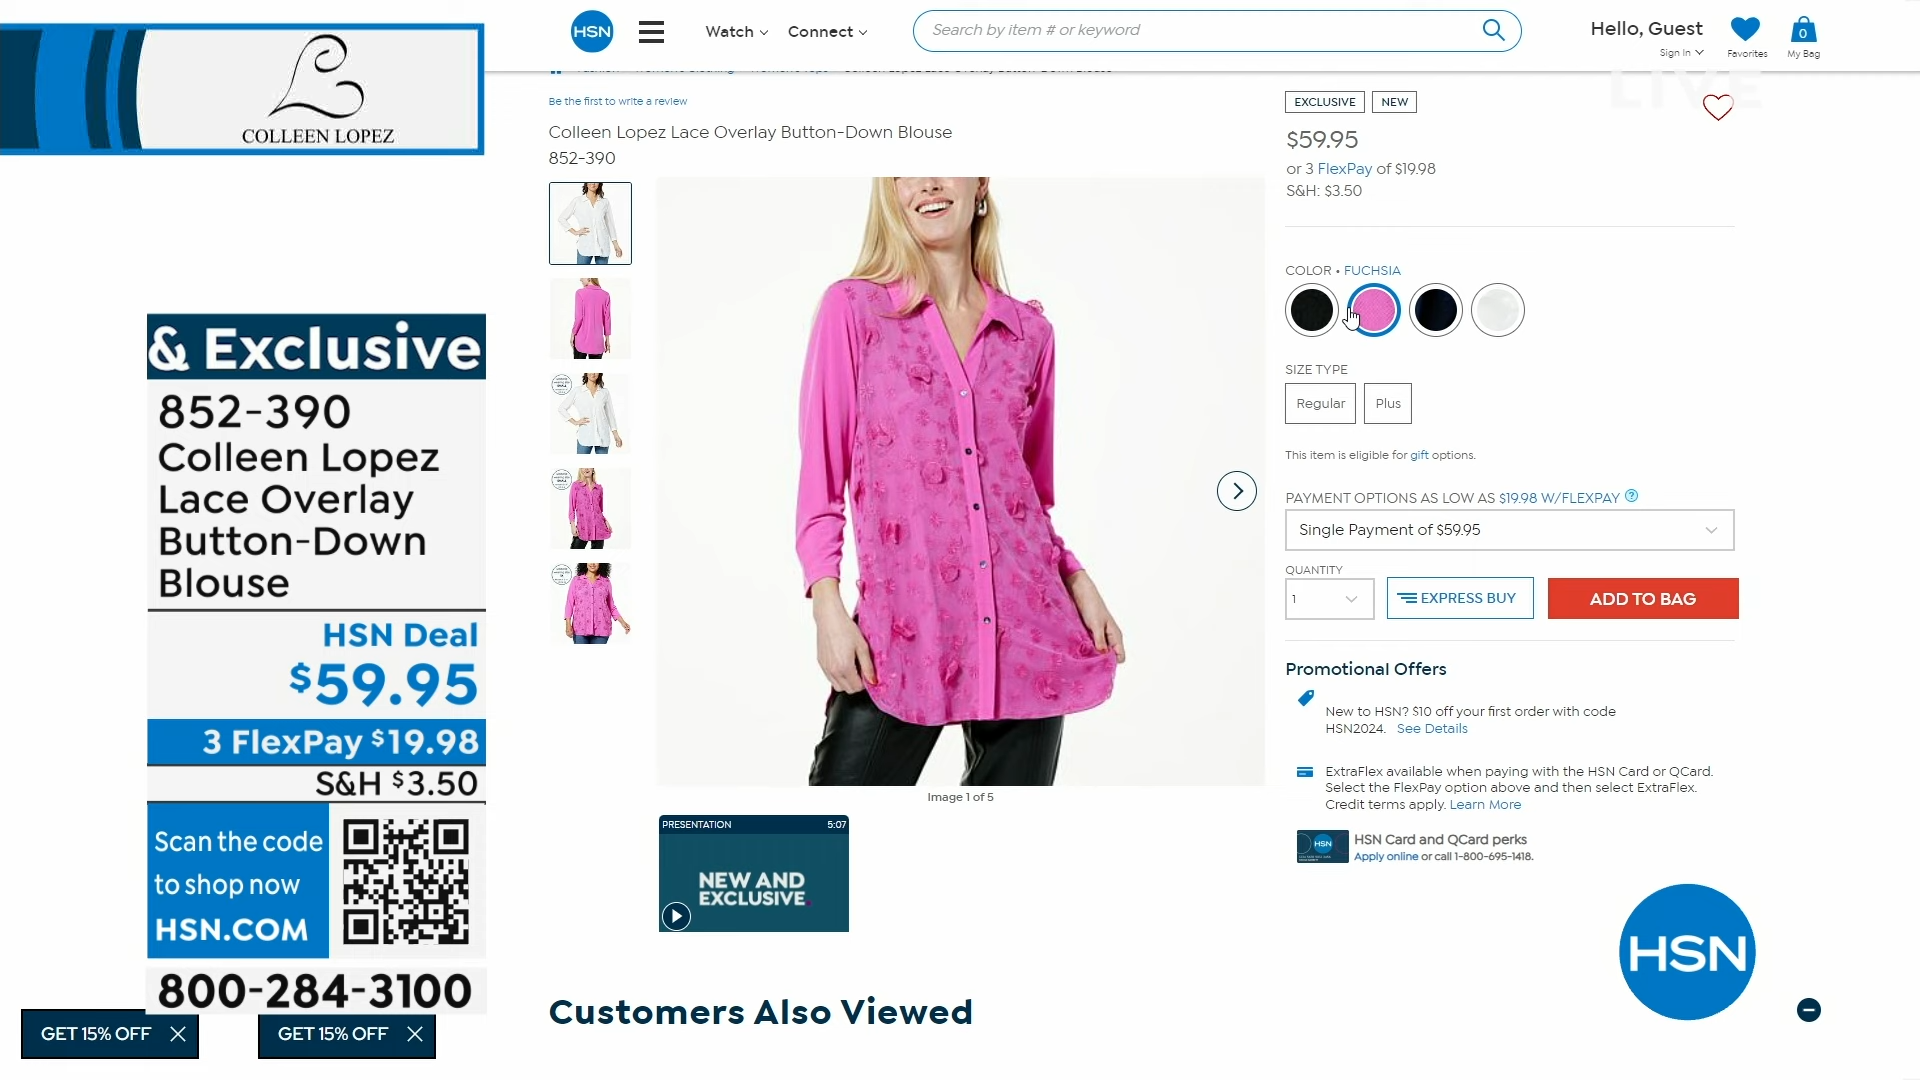 COLLEEN LOPEZ
& Exclusive
852-390
Colleen Lopez
Lace Overlay
Button-Down
Blouse
HSN Deal
$59.95
3 FlexPay $19.98
S&H $3.50
Scan the code
to shop now
HSN.COM
800-284-3100
GET 15% OFF
GET 15% OFF
HSN
Watch
Connect
Search by item # or keyword
Hello, Guest
Sign In
Favorites
0
My Bag
LIVE
Be the first to write a review
Colleen Lopez Lace Overlay Button-Down Blouse
852-390
Image 1 of 5
PRESENTATION 5:07
NEW AND
EXCLUSIVE.
EXCLUSIVE
NEW
$59.95
or 3 FlexPay of $19.98
S&H: $3.50
COLOR • FUCHSIA
SIZE TYPE
Regular
Plus
This item is eligible for gift options.
PAYMENT OPTIONS AS LOW AS $19.98 W/FLEXPAY ?
Single Payment of $59.95
QUANTITY
1
EXPRESS BUY
ADD TO BAG
Promotional Offers
New to HSN? $10 off your first order with code
HSN2024. See Details
ExtraFlex available when paying with the HSN Card or QCard.
Select the FlexPay option above and then select ExtraFlex.
Credit terms apply. Learn More
HSN
HSN Card and QCard perks
Apply online or call 1-800-695-1418.
HSN
Customers Also Viewed